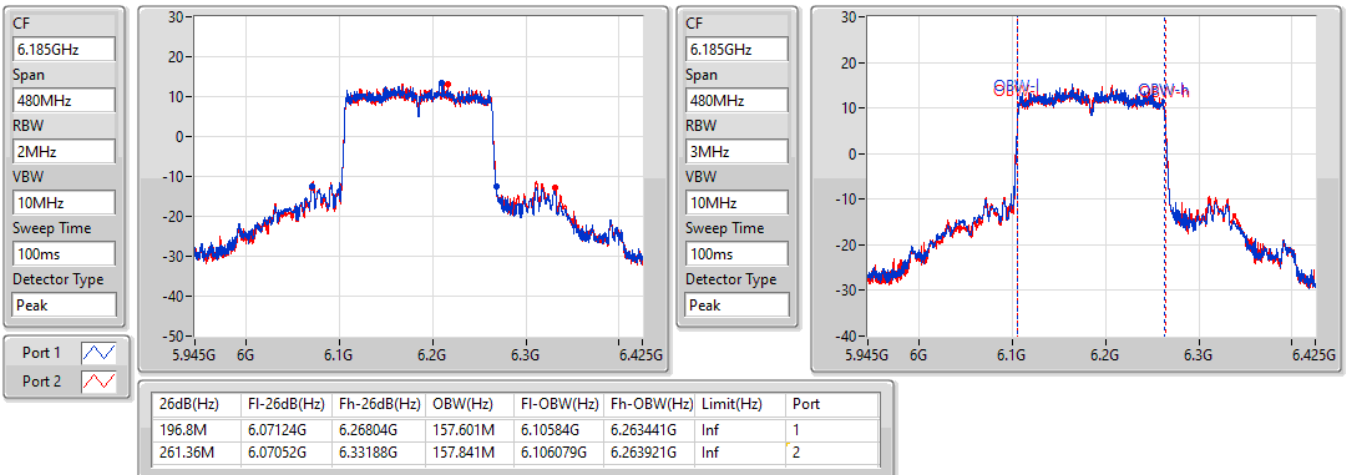 CF
6.185GHz
Span
480MHz
RBW
2MHz
VBW
10MHz
Sweep Time
100ms
Detector Type
Peak
30
20
10
0
-10
-20
-30
-40
-50
5.945G 6G 6.1G 6.2G 6.3G 6.425G
CF
6.185GHz
Span
480MHz
RBW
3MHz
VBW
10MHz
Sweep Time
100ms
Detector Type
Peak
30
20
10
0
-10
-20
-30
-40
OBW-l OBW-h
5.945G 6G 6.1G 6.2G 6.3G 6.425G
Port 1
Port 2
26dB(Hz) Fl-26dB(Hz) Fh-26dB(Hz) OBW(Hz) Fl-OBW(Hz) Fh-OBW(Hz) Limit(Hz) Port
196.8M 6.07124G 6.26804G 157.601M 6.10584G 6.263441G Inf 1
261.36M 6.07052G 6.33188G 157.841M 6.106079G 6.263921G Inf 2